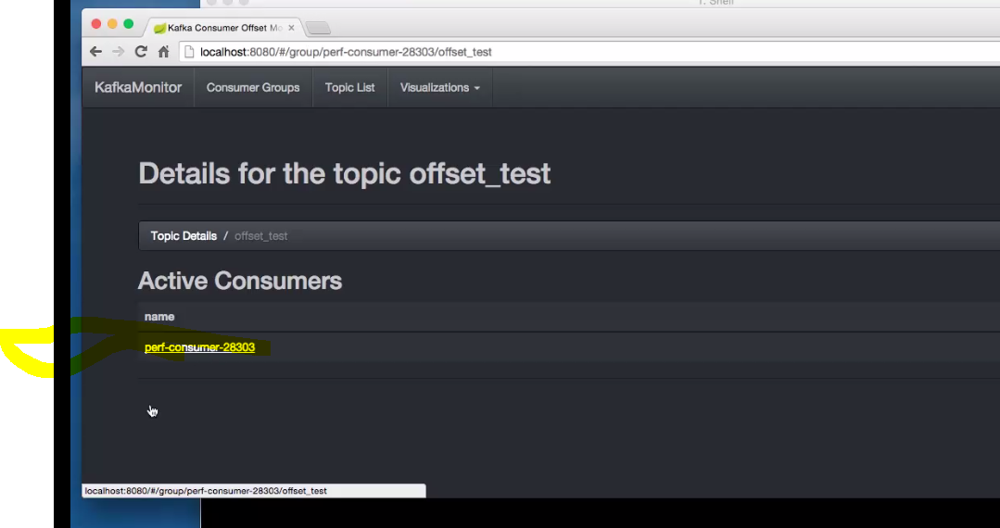 1. Shell
Kafka Consumer Offset Mo
localhost:8080/#/group/perf-consumer-28303/offset_test
KafkaMonitor Consumer Groups Topic List Visualizations
Details for the topic offset_test
Topic Details / offset_test
Active Consumers
name
perf-consumer-28303
localhost:8080/#/group/perf-consumer-28303/offset_test